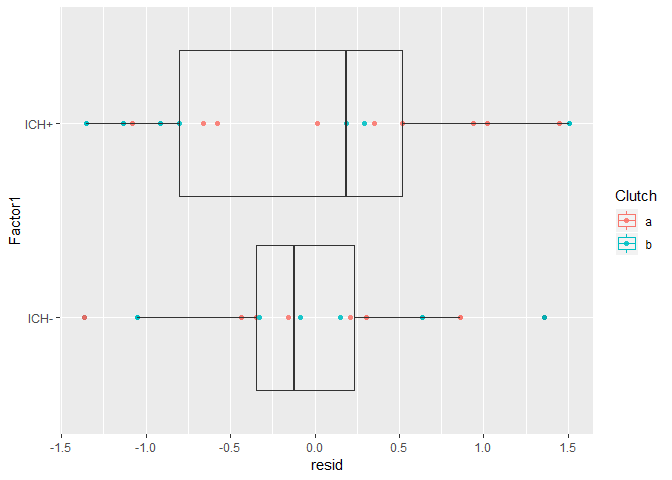 ICH+
ICH-
Factor1
-1.5
-1.0
-0.5
0.0
0.5
1.0
1.5
resid
Clutch
a
b